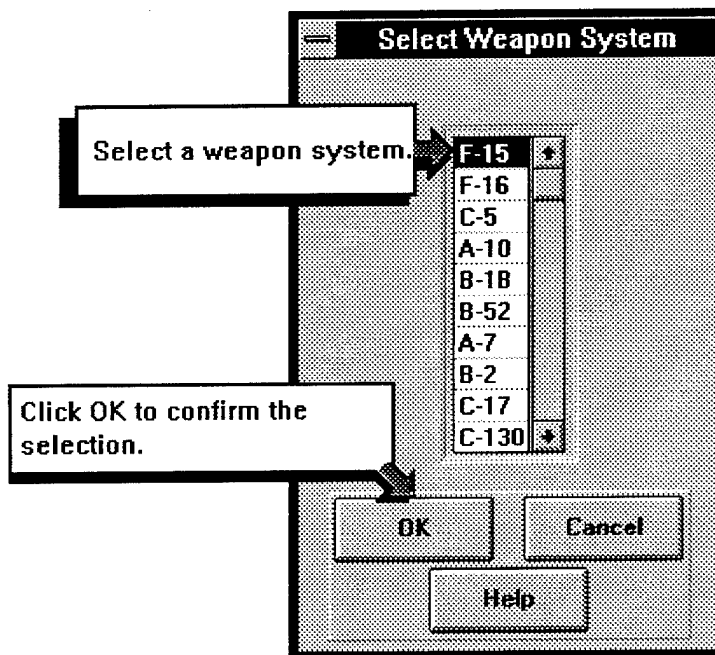 Select Weapon System
Select a weapon system.
F-15
F-16
C-5
A-10
B-1B
B-52
A-7
B-2
C-17
C-130
Click OK to confirm the
selection.
OK
Cancel
Help